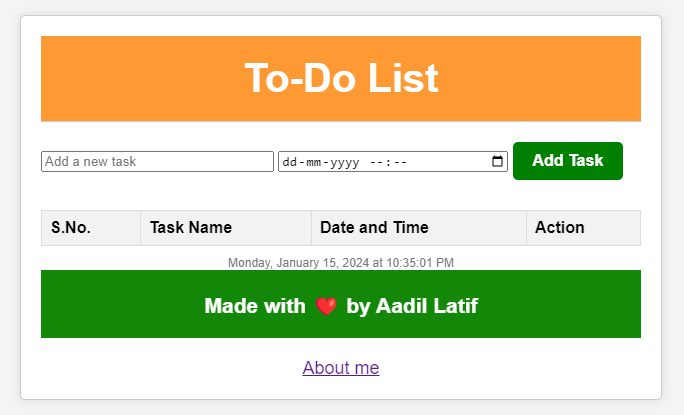 To-Do List
Add a new task dd-mm-yyyy --:-- Add Task
S.No. Task Name Date and Time Action
Monday, January 15, 2024 at 10:35:01 PM
Made with ❤️ by Aadil Latif
About me